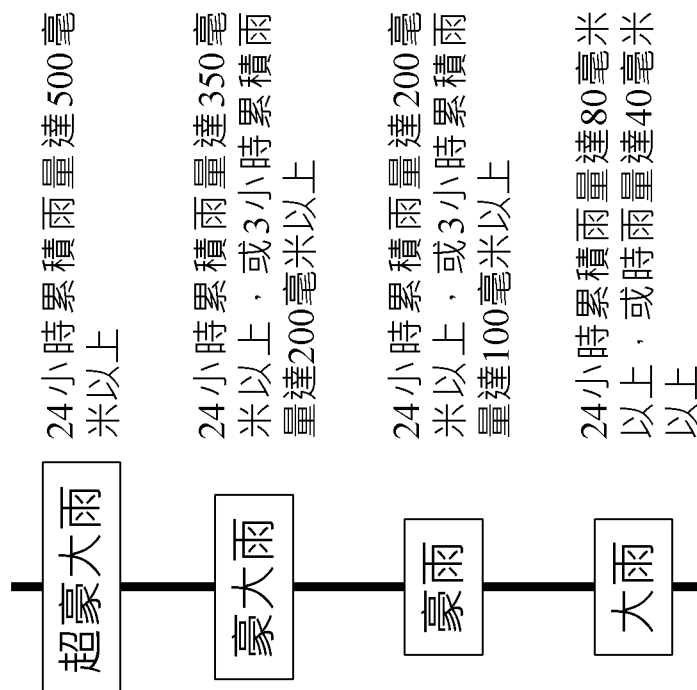 超豪大雨
24小時累積雨量達500毫
米以上
豪大雨
24小時累積雨量達350毫
米以上，或3小時累積雨
量達200毫米以上
豪雨
24小時累積雨量達200毫
米以上，或3小時累積雨
量達100毫米以上
大雨
24小時累積雨量達80毫米
以上，或時雨量達40毫米
以上